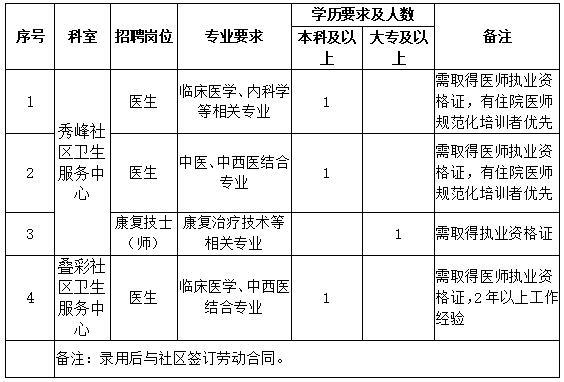 序号 科室 招聘岗位 专业要求 学历要求及人数 备注
本科及以上 大专及以上
1 秀峰社区卫生服务中心 医生 临床医学、内科学等相关专业 1 需取得医师执业资格证，有住院医师规范化培训者优先
2 医生 中医、中西医结合专业 1 需取得医师执业资格证，有住院医师规范化培训者优先
3 康复技士（师） 康复治疗技术等相关专业 1 需取得执业资格证
4 叠彩社区卫生服务中心 医生 临床医学、中西医结合专业 1 需取得医师执业资格证，2年以上工作经验
备注：录用后与社区签订劳动合同。